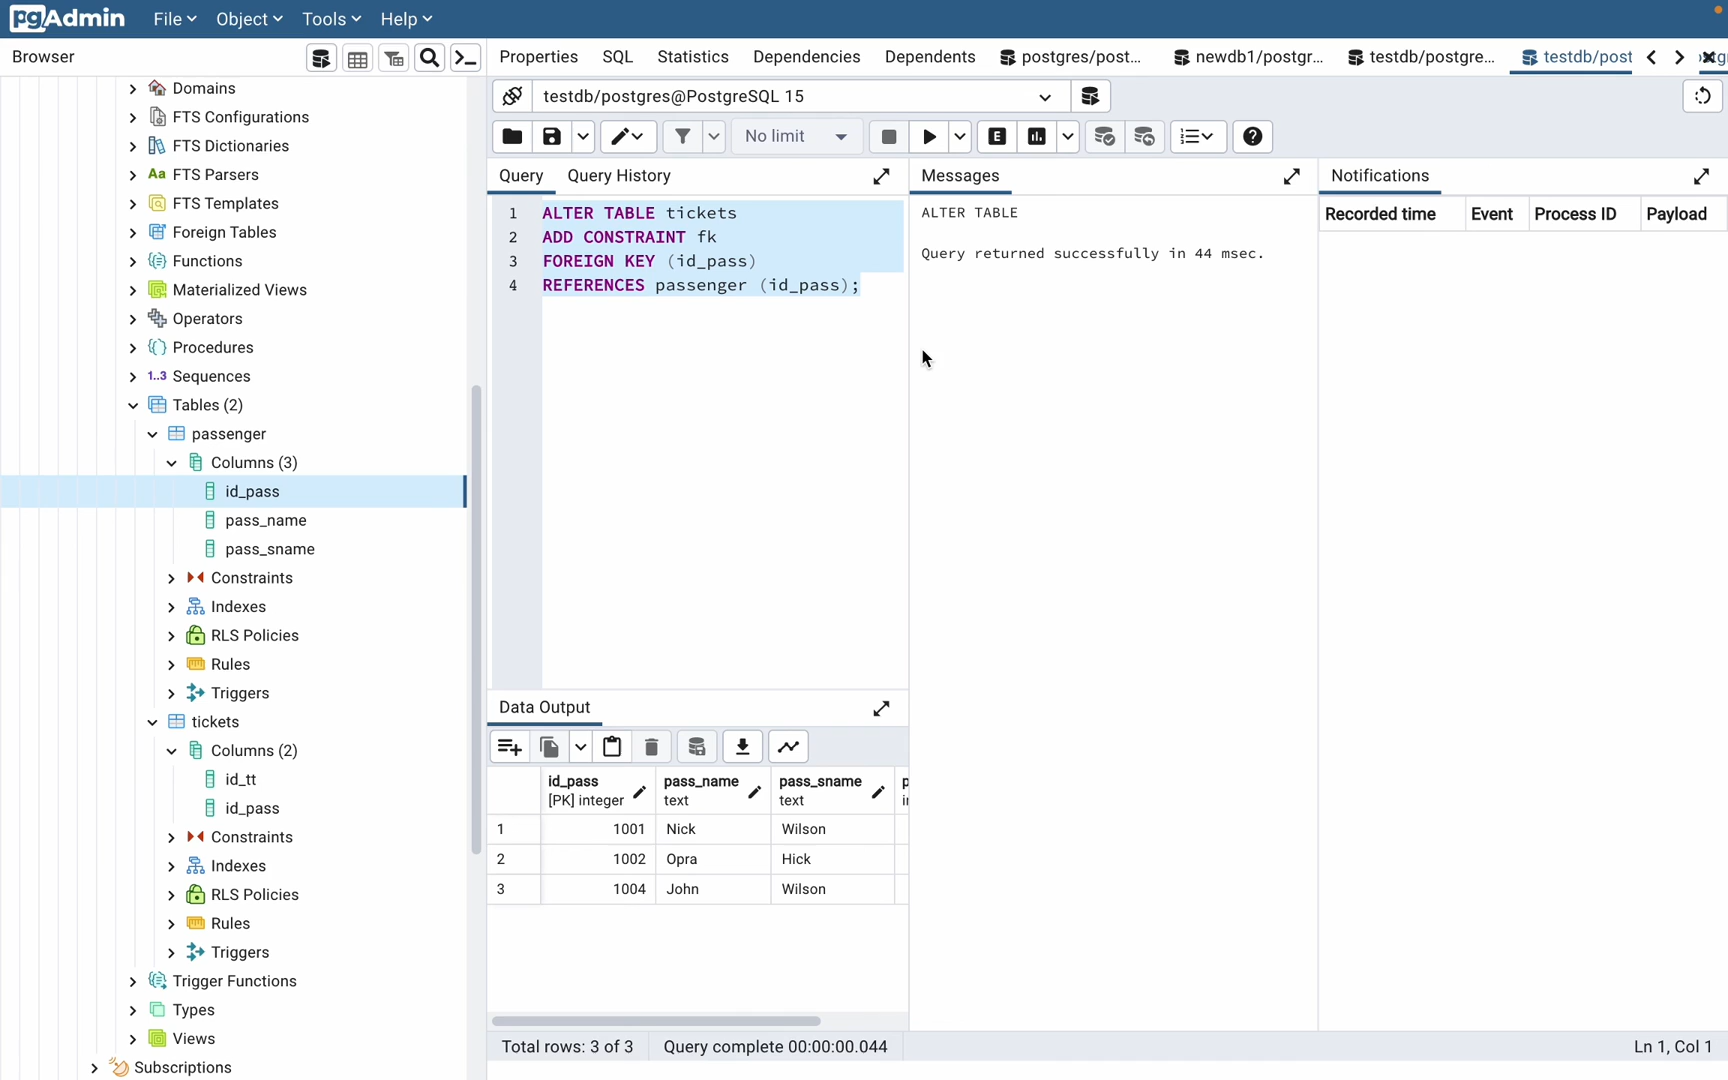 pgAdmin File Object Tools Help
Browser
Properties SQL Statistics Dependencies Dependents postgres/post... newdb1/postgr... testdb/postgre... testdb/post
testdb/postgres@PostgreSQL 15
No limit
E
Query Query History
Messages
Notifications
1 ALTER TABLE tickets
2 ADD CONSTRAINT fk
3 FOREIGN KEY (id_pass)
4 REFERENCES passenger (id_pass);
ALTER TABLE
Query returned successfully in 44 msec.
Recorded time Event Process ID Payload
Domains
FTS Configurations
FTS Dictionaries
Aa FTS Parsers
FTS Templates
Foreign Tables
Functions
Materialized Views
Operators
Procedures
1..3 Sequences
Tables (2)
passenger
Columns (3)
id_pass
pass_name
pass_sname
Constraints
Indexes
RLS Policies
Rules
Triggers
tickets
Columns (2)
id_tt
id_pass
Constraints
Indexes
RLS Policies
Rules
Triggers
Trigger Functions
Types
Views
Subscriptions
Data Output
id_pass pass_name pass_sname
[PK] integer text text
1 1001 Nick Wilson
2 1002 Opra Hick
3 1004 John Wilson
Total rows: 3 of 3 Query complete 00:00:00.044 Ln 1, Col 1